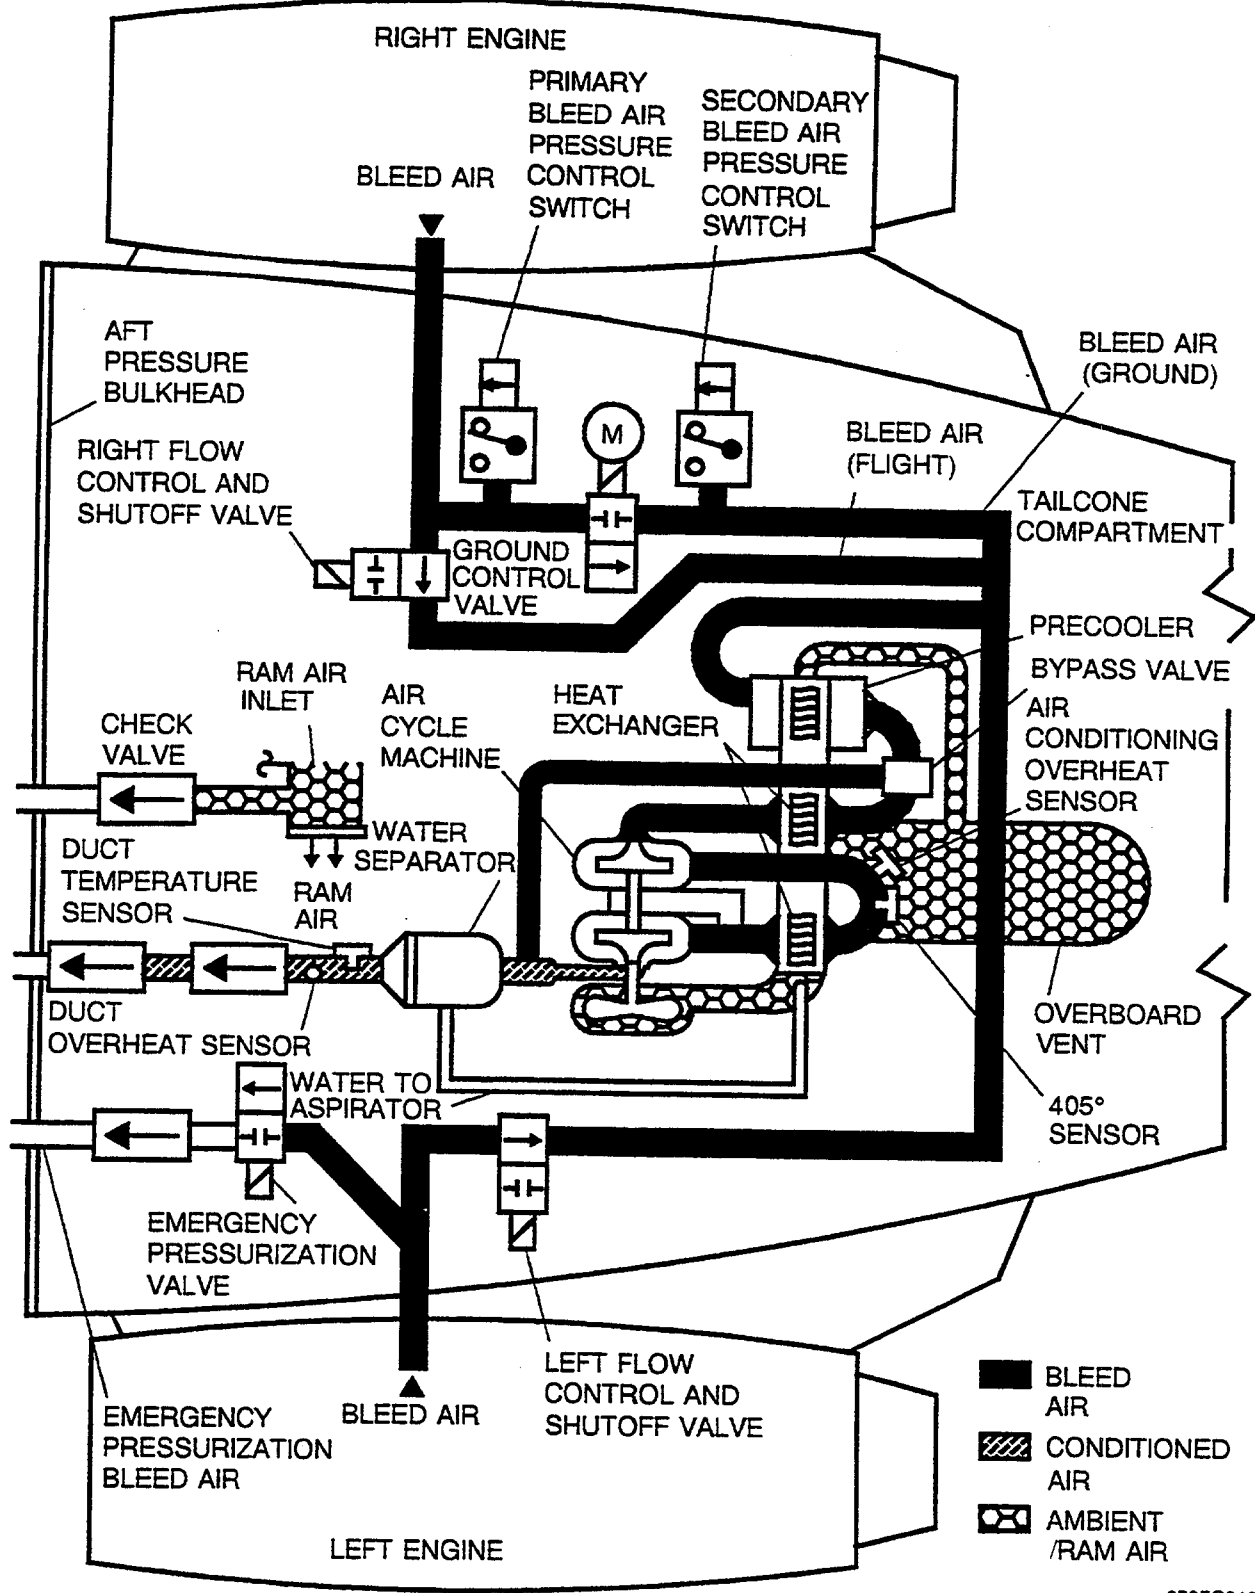 RIGHT ENGINE
PRIMARY
BLEED AIR
PRESSURE
CONTROL
SWITCH
SECONDARY
BLEED AIR
PRESSURE
CONTROL
SWITCH
BLEED AIR
AFT
PRESSURE
BULKHEAD
BLEED AIR
(GROUND)
M
BLEED AIR
(FLIGHT)
RIGHT FLOW
CONTROL AND
SHUTOFF VALVE
TAILCONE
COMPARTMENT
GROUND
CONTROL
VALVE
PRECOOLER
BYPASS VALVE
RAM AIR
INLET
AIR
CYCLE
MACHINE
HEAT
EXCHANGER
AIR
CONDITIONING
OVERHEAT
SENSOR
CHECK
VALVE
WATER
SEPARATOR
DUCT
TEMPERATURE
SENSOR
RAM
AIR
DUCT
OVERHEAT SENSOR
OVERBOARD
VENT
WATER TO
ASPIRATOR
405°
SENSOR
EMERGENCY
PRESSURIZATION
VALVE
LEFT FLOW
CONTROL AND
SHUTOFF VALVE
BLEED AIR
EMERGENCY
PRESSURIZATION
BLEED AIR
LEFT ENGINE
BLEED
AIR
CONDITIONED
AIR
AMBIENT
/RAM AIR